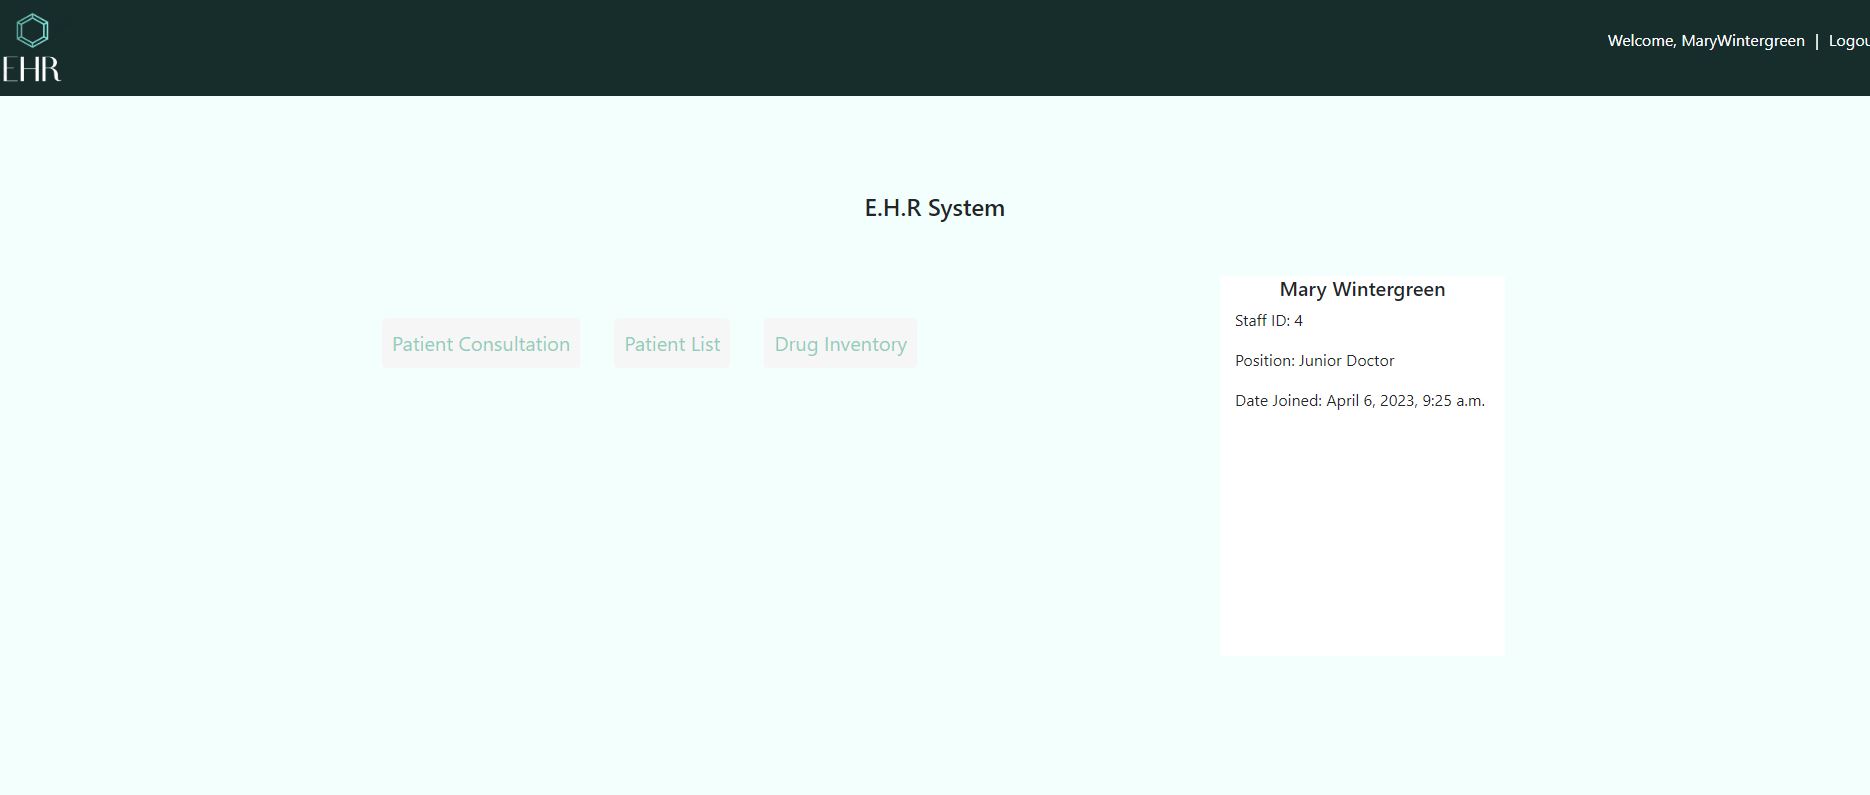 EHR
Welcome, MaryWintergreen | Logou
E.H.R System
Patient Consultation
Patient List
Drug Inventory
Mary Wintergreen
Staff ID: 4
Position: Junior Doctor
Date Joined: April 6, 2023, 9:25 a.m.